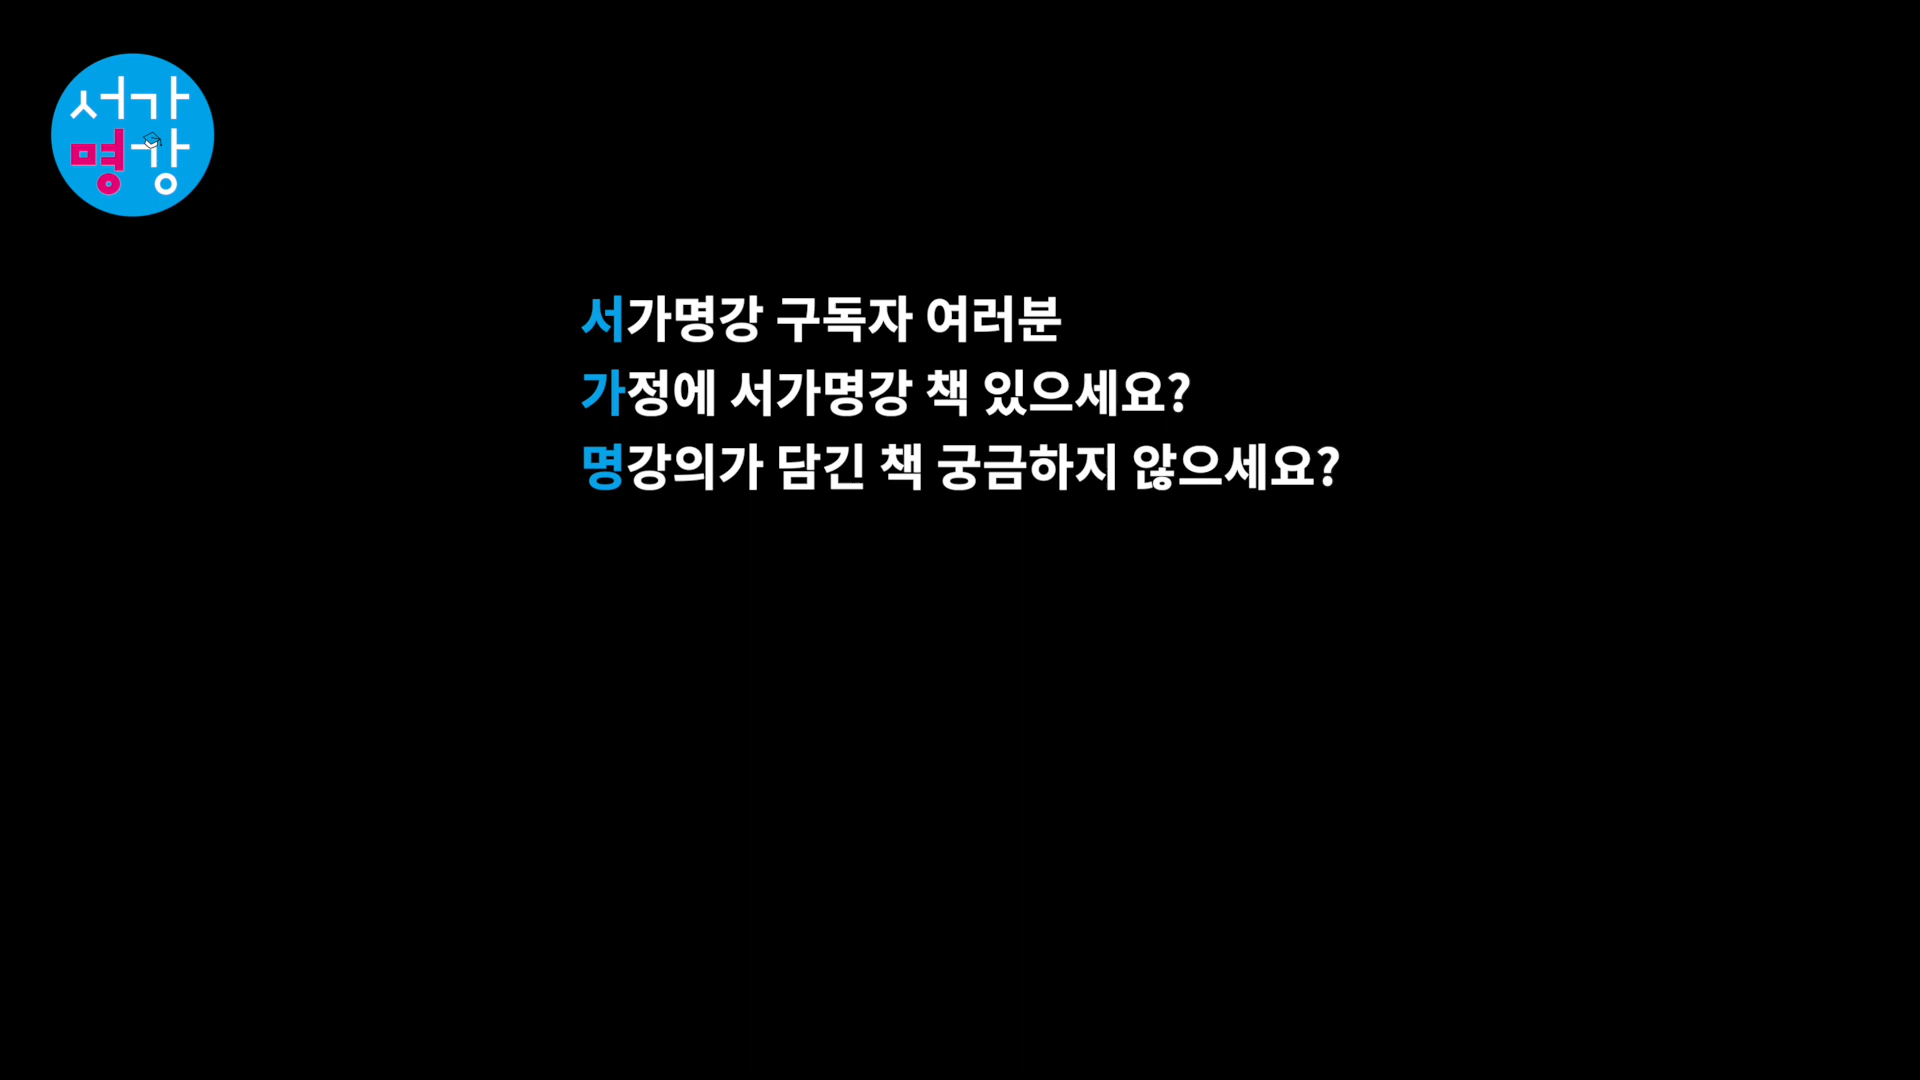 서가
명강
서가명강 구독자 여러분
가정에 서가명강 책 있으세요?
명강의가 담긴 책 궁금하지 않으세요?